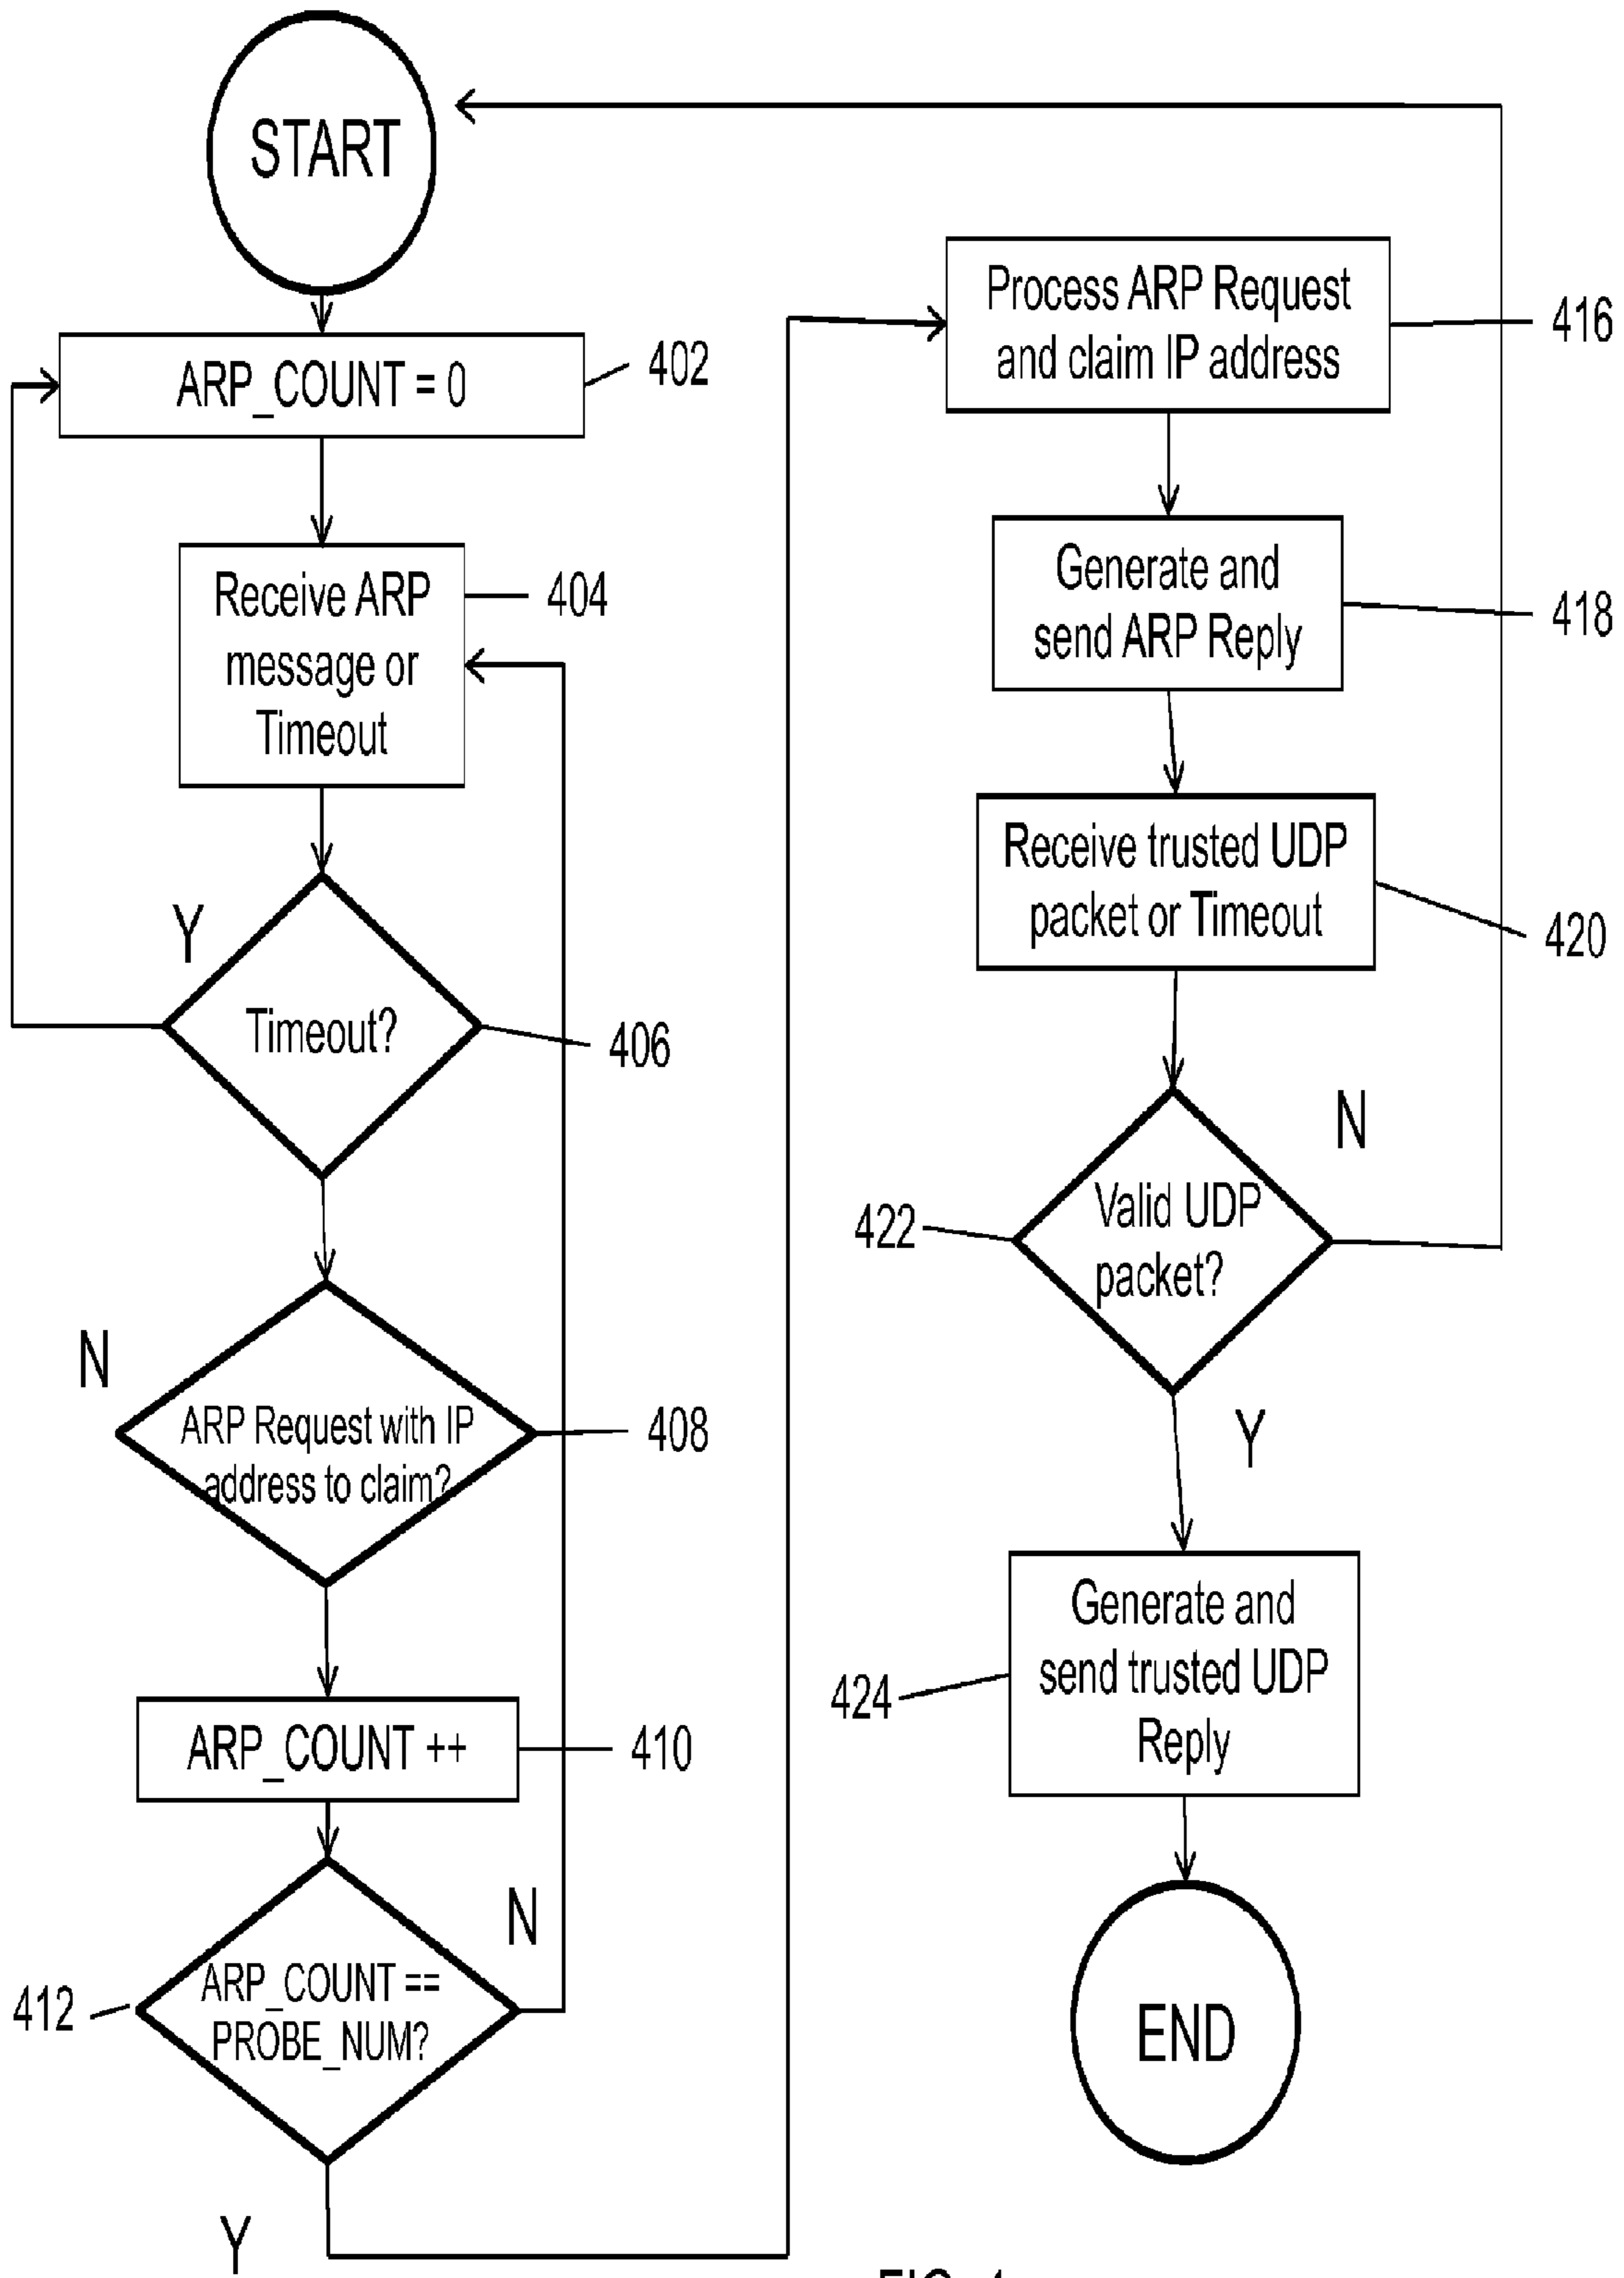 START
ARP_COUNT = 0
402
Receive ARP
message or
Timeout
404
Y
Timeout?
406
N
ARP Request with IP
address to claim?
408
ARP_COUNT ++
410
N
ARP_COUNT ==
PROBE_NUM?
412
Y
Process ARP Request
and claim IP address
416
Generate and
send ARP Reply
418
Receive trusted UDP
packet or Timeout
420
N
Valid UDP
packet?
422
Y
Generate and
send trusted UDP
Reply
424
END